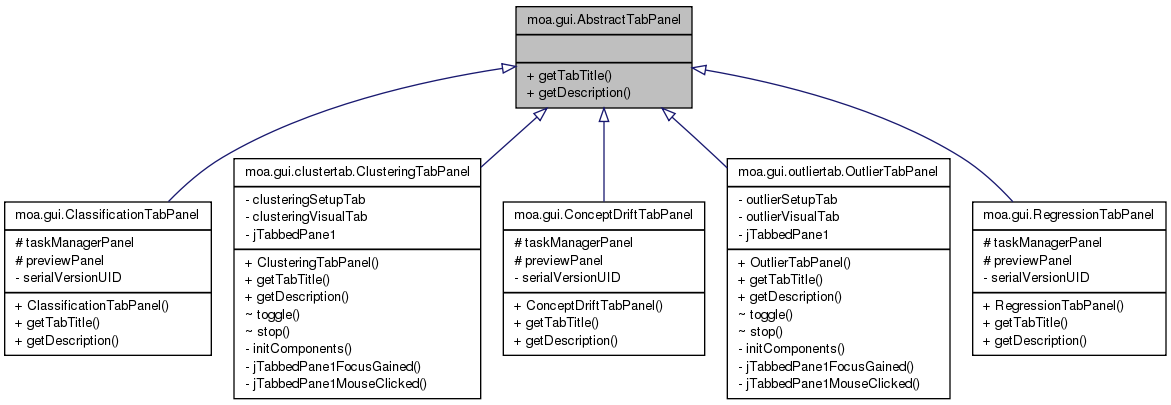 moa.gui.AbstractTabPanel
+ getTabTitle()
+ getDescription()
moa.gui.ClassificationTabPanel
# taskManagerPanel
# previewPanel
- serialVersionUID
+ ClassificationTabPanel()
+ getTabTitle()
+ getDescription()
moa.gui.clustertab.ClusteringTabPanel
- clusteringSetupTab
- clusteringVisualTab
- jTabbedPane1
+ ClusteringTabPanel()
+ getTabTitle()
+ getDescription()
~ toggle()
~ stop()
- initComponents()
- jTabbedPane1FocusGained()
- jTabbedPane1MouseClicked()
moa.gui.ConceptDriftTabPanel
# taskManagerPanel
# previewPanel
- serialVersionUID
+ ConceptDriftTabPanel()
+ getTabTitle()
+ getDescription()
moa.gui.outliertab.OutlierTabPanel
- outlierSetupTab
- outlierVisualTab
- jTabbedPane1
+ OutlierTabPanel()
+ getTabTitle()
+ getDescription()
~ toggle()
~ stop()
- initComponents()
- jTabbedPane1FocusGained()
- jTabbedPane1MouseClicked()
moa.gui.RegressionTabPanel
# taskManagerPanel
# previewPanel
- serialVersionUID
+ RegressionTabPanel()
+ getTabTitle()
+ getDescription()